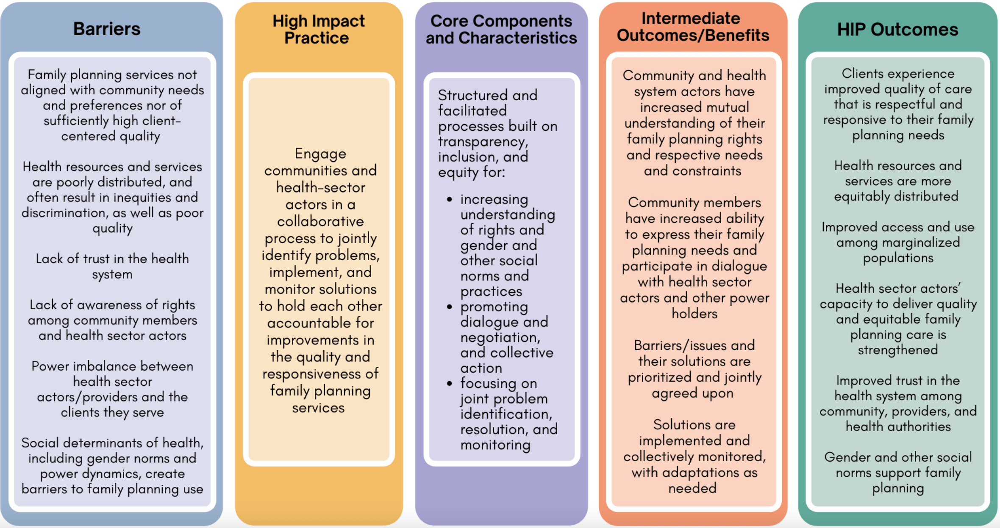 Barriers
Family planning services not
aligned with community needs
and preferences nor of
sufficiently high client-
centered quality
Health resources and services
are poorly distributed, and
often result in inequities and
discrimination, as well as poor
quality
Lack of trust in the health
system
Lack of awareness of rights
among community members
and health sector actors
Power imbalance between
health sector
actors/providers and the
clients they serve
Social determinants of health,
including gender norms and
power dynamics, create
barriers to family planning use
High Impact
Practice
Engage
communities and
health-sector
actors in a
collaborative
process to jointly
identify problems,
implement, and
monitor solutions
to hold each other
accountable for
improvements in
the quality and
responsiveness of
family planning
services
Core Components
and Characteristics
Structured and
facilitated
processes built on
transparency,
inclusion, and
equity for:
• increasing
understanding
of rights and
gender and
other social
norms and
practices
• promoting
dialogue and
negotiation,
and collective
action
• focusing on
joint problem
identification,
resolution, and
monitoring
Intermediate
Outcomes/Benefits
Community and health
system actors have
increased mutual
understanding of their
family planning rights
and respective needs
and constraints
Community members
have increased ability
to express their family
planning needs and
participate in dialogue
with health sector
actors and other power
holders
Barriers/issues and
their solutions are
prioritized and jointly
agreed upon
Solutions are
implemented and
collectively monitored,
with adaptations as
needed
HIP Outcomes
Clients experience
improved quality of care
that is respectful and
responsive to their family
planning needs
Health resources and
services are more
equitably distributed
Improved access and use
among marginalized
populations
Health sector actors’
capacity to deliver quality
and equitable family
planning care is
strengthened
Improved trust in the
health system among
community, providers, and
health authorities
Gender and other social
norms support family
planning